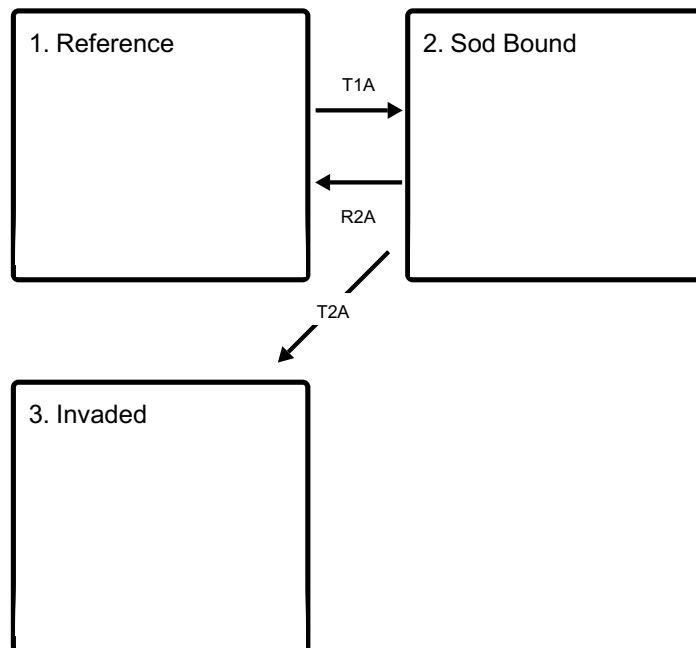 1. Reference
2. Sod Bound
T1A
R2A
T2A
3. Invaded